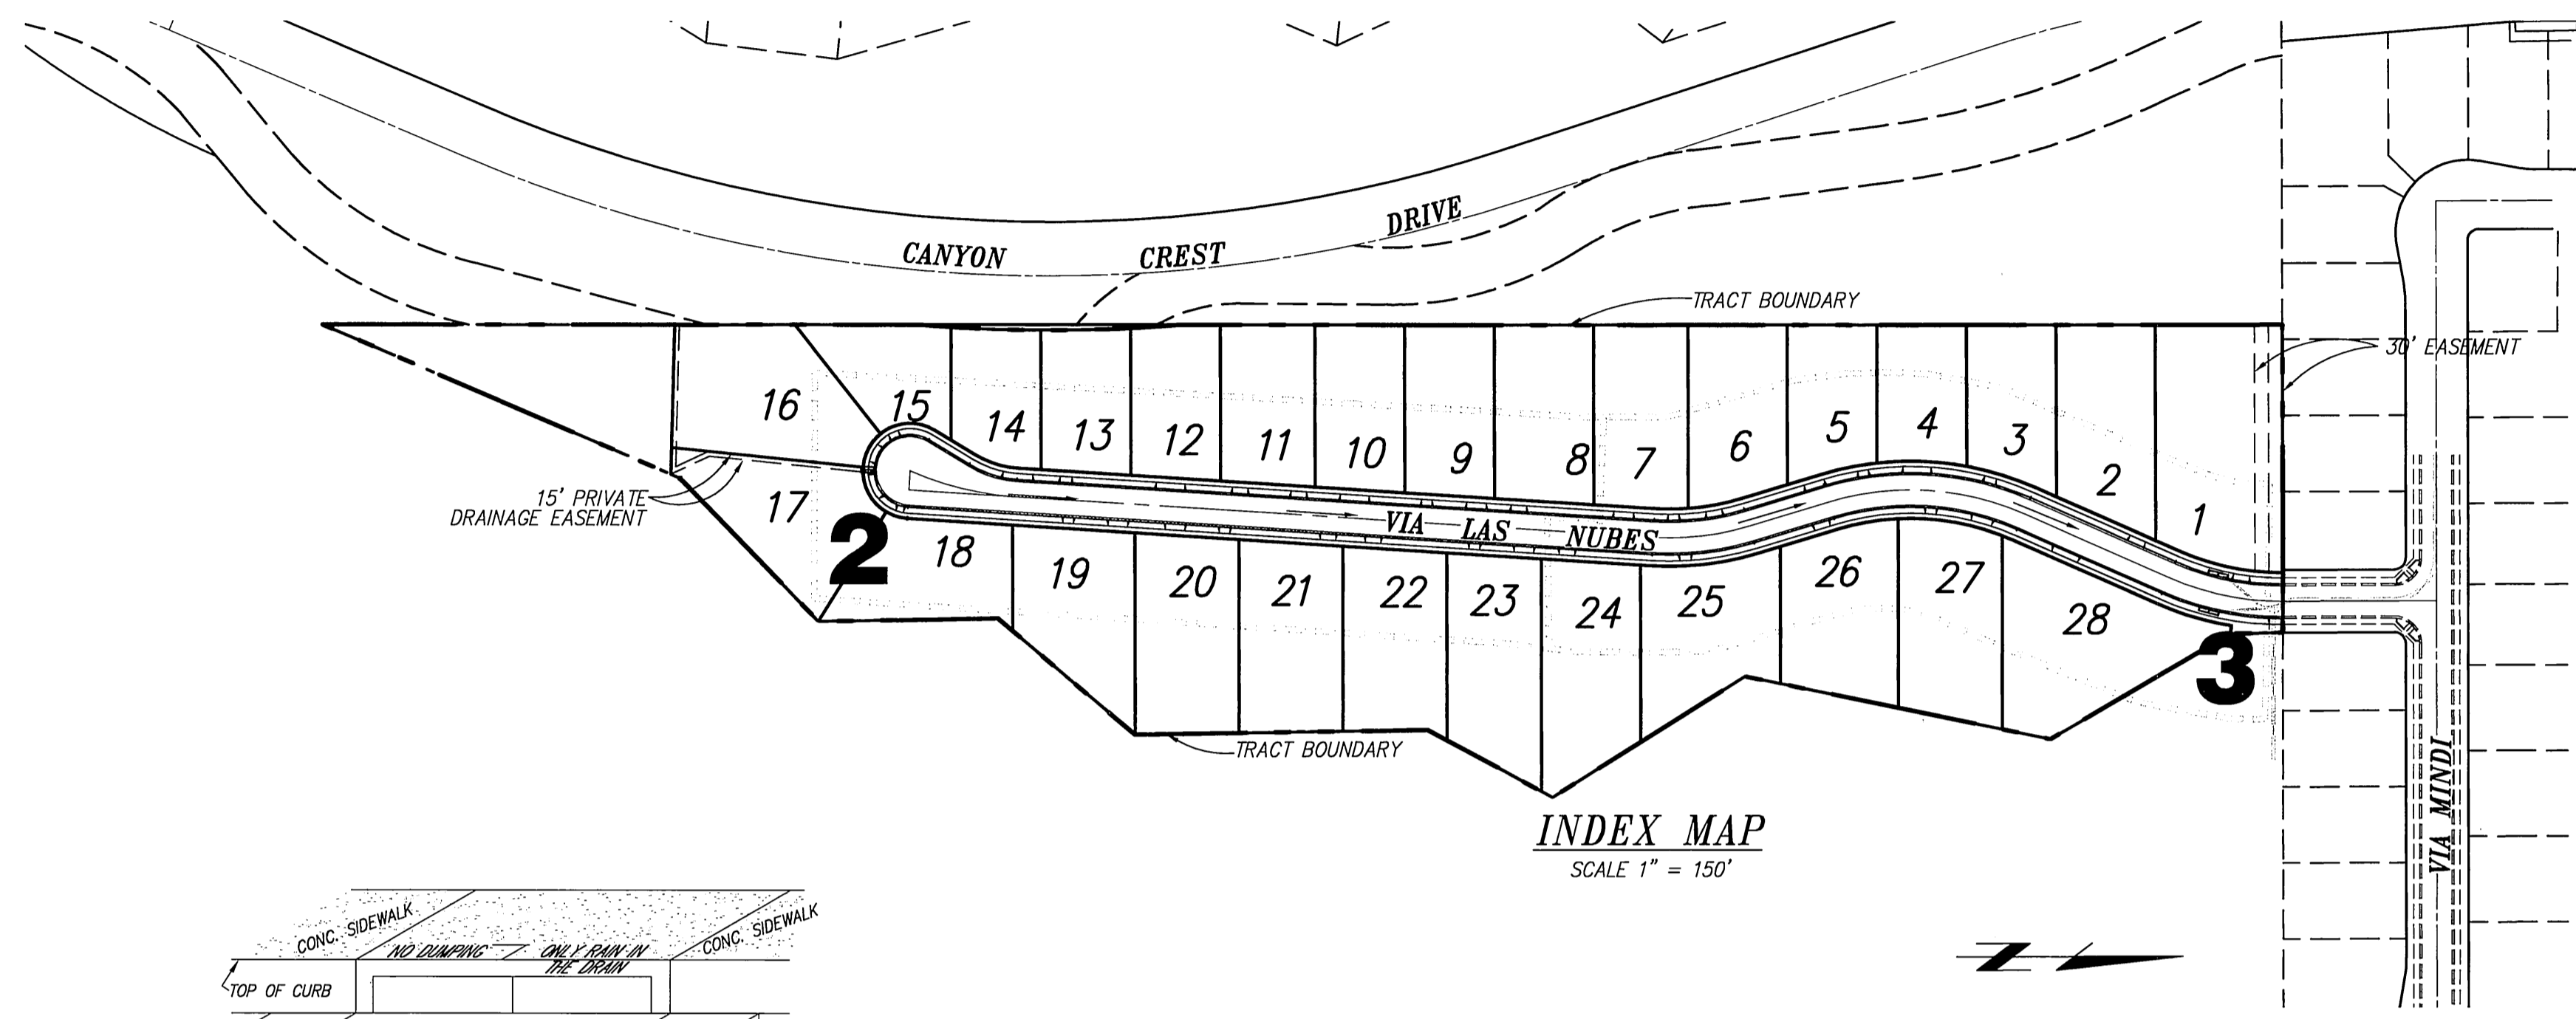 CANYON CREST DRIVE
TRACT BOUNDARY
30' EASEMENT
16
15
14
13
12
11
10
9
8
7
6
5
4
3
2
1
15' PRIVATE
DRAINAGE EASEMENT
17
2
18
19
20
21
22
23
24
25
26
27
28
3
VIA LAS NUBES
TRACT BOUNDARY
VIA MINDI
INDEX MAP
SCALE 1" = 150'
N
CONC. SIDEWALK
NO DUMPING
ONLY RAIN IN
THE DRAIN
CONC. SIDEWALK
TOP OF CURB